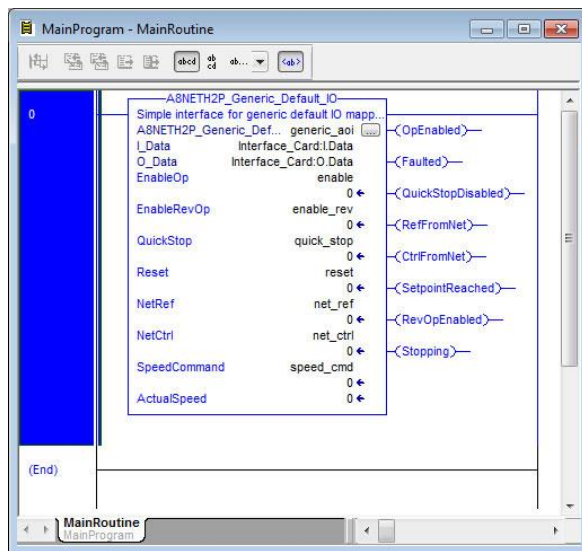 MainProgram - MainRoutine
abcd ab cd ab... <ab>
0
A8NETH2P_Generic_Default_IO
Simple interface for generic default IO mapp...
A8NETH2P_Generic_Def... generic_aoi ... (OpEnabled)
I_Data Interface_Card:I.Data
O_Data Interface_Card:O.Data (Faulted)
EnableOp enable
0 (QuickStopDisabled)
EnableRevOp enable_rev
0 (RefFromNet)
QuickStop quick_stop
0 (CtrlFromNet)
Reset reset
0 (SetpointReached)
NetRef net_ref
0 (RevOpEnabled)
NetCtrl net_ctrl
0 (Stopping)
SpeedCommand speed_cmd
0
ActualSpeed 0
(End)
MainRoutine
MainProgram